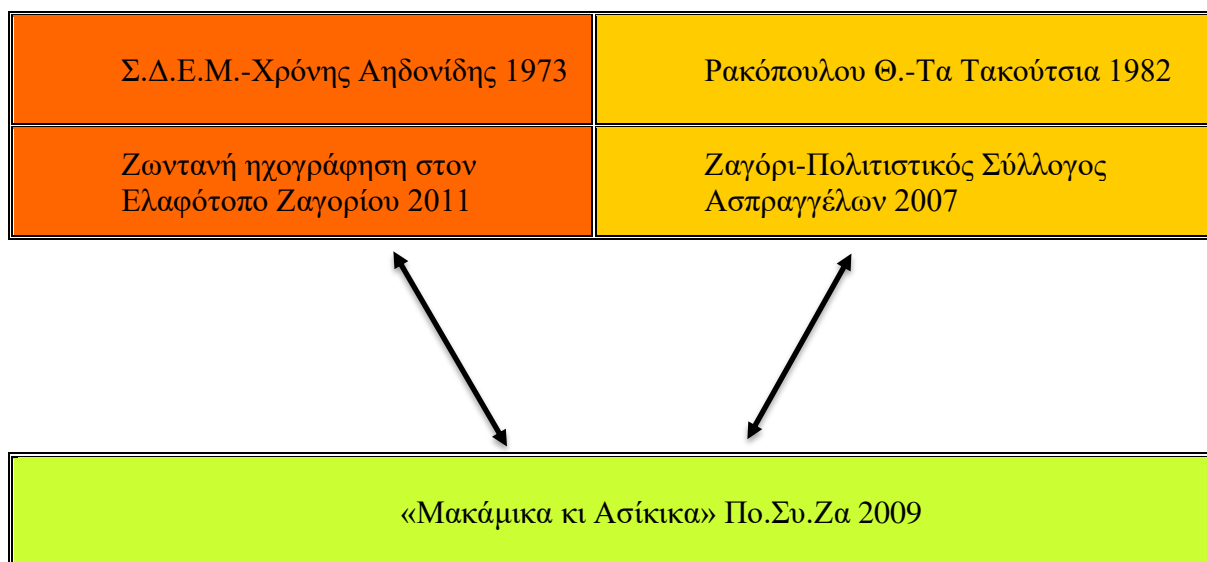 Σ.Δ.Ε.Μ.-Χρόνης Αηδονίδης 1973
Ρακόπουλου Θ.-Τα Τακούτσια 1982
Ζωντανή ηχογράφηση στον
Ελαφότοπο Ζαγορίου 2011
Ζαγόρι-Πολιτιστικός Σύλλογος
Ασπραγγέλων 2007
«Μακάμικα κι Ασίκικα» Πο.Συ.Ζα 2009